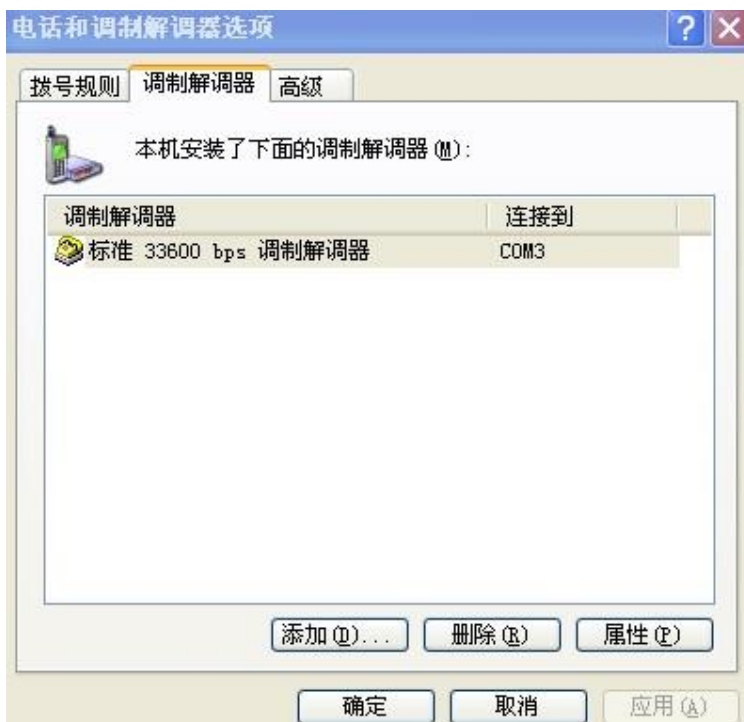 电话和调制解调器选项
拨号规则 调制解调器 高级
本机安装了下面的调制解调器(M):
调制解调器 连接到
标准 33600 bps 调制解调器 COM3
添加(D)... 删除(R) 属性(P)
确定 取消 应用(A)